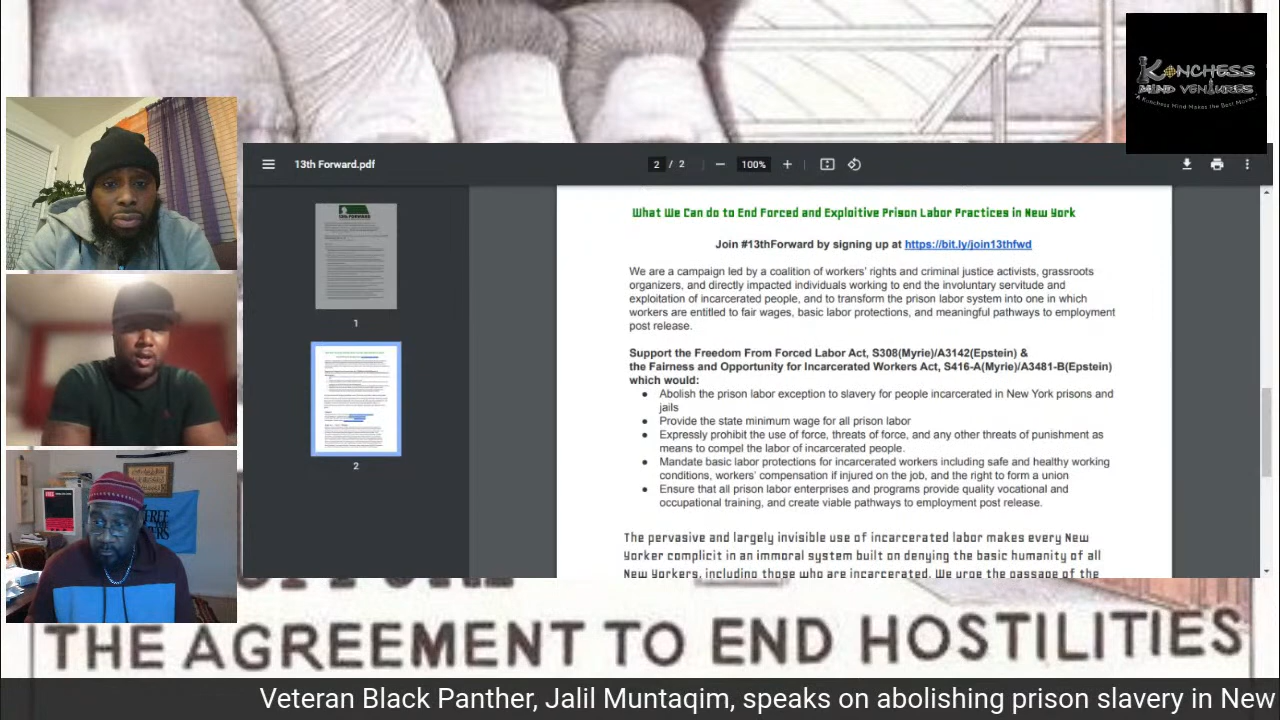 KONCHESS
MIND VENTURES
"A Konchess Mind Makes the Best Moves."
13th Forward.pdf
2 / 2
100%
13th FORWARD
1
2
What We Can do to End Forced and Exploitive Prison Labor Practices in New York
Join #13thForward by signing up at https://bit.ly/join13thfwd
We are a campaign led by a coalition of workers' rights and criminal justice activists, grassroots
organizers, and directly impacted individuals working to end the involuntary servitude and
exploitation of incarcerated people, and to transform the prison labor system into one in which
workers are entitled to fair wages, basic labor protections, and meaningful pathways to employment
post release.
Support the Freedom From Forced Labor Act, S308(Myrie)/A3142(Epstein) &
the Fairness and Opportunity for Incarcerated Workers Act, S416-A(Myrie)/A3481-B(Epstein)
which would:
● Abolish the prison labor exception to slavery for people incarcerated in New York prisons and
jails
● Provide the state minimum wage for all prison labor
● Expressly prohibit the use of force, threats of force, and any other threats of punishment as
means to compel the labor of incarcerated people.
● Mandate basic labor protections for incarcerated workers including safe and healthy working
conditions, workers' compensation if injured on the job, and the right to form a union
● Ensure that all prison labor enterprises and programs provide quality vocational and
occupational training, and create viable pathways to employment post release.
The pervasive and largely invisible use of incarcerated labor makes every New
Yorker complicit in an immoral system built on denying the basic humanity of all
New Yorkers, including those who are incarcerated. We urge the passage of the
FREE
THE AGREEMENT TO END HOSTILITIES
Veteran Black Panther, Jalil Muntaqim, speaks on abolishing prison slavery in New